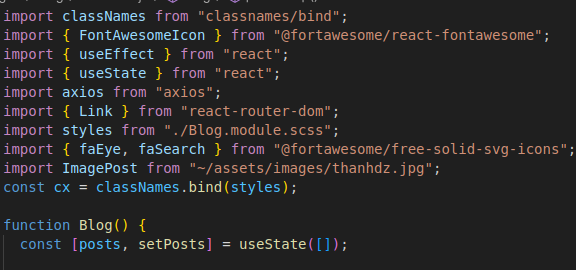 import classNames from "classnames/bind";
import { FontAwesomeIcon } from "@fortawesome/react-fontawesome";
import { useEffect } from "react";
import { useState } from "react";
import axios from "axios";
import { Link } from "react-router-dom";
import styles from "./Blog.module.scss";
import { faEye, faSearch } from "@fortawesome/free-solid-svg-icons";
import ImagePost from "~/assets/images/thanhdz.jpg";
const cx = classNames.bind(styles);

function Blog() {
  const [posts, setPosts] = useState([]);